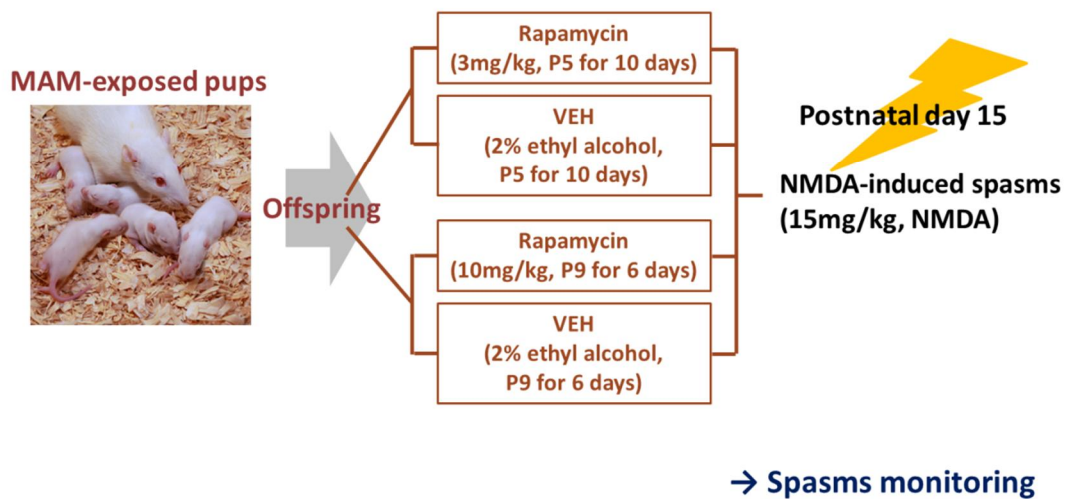 MAM-exposed pups
Offspring
Rapamycin
(3mg/kg, P5 for 10 days)
VEH
(2% ethyl alcohol,
P5 for 10 days)
Rapamycin
(10mg/kg, P9 for 6 days)
VEH
(2% ethyl alcohol,
P9 for 6 days)
Postnatal day 15
NMDA-induced spasms
(15mg/kg, NMDA)
→ Spasms monitoring